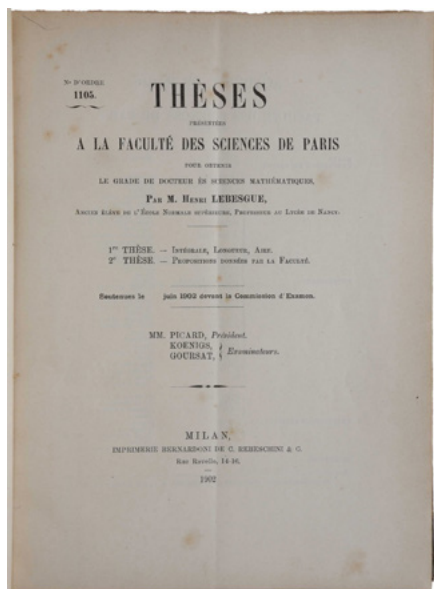 N° D'ORDRE
1105.
THÈSES
PRÉSENTÉES
A LA FACULTÉ DES SCIENCES DE PARIS
POUR OBTENIR
LE GRADE DE DOCTEUR ÈS SCIENCES MATHÉMATIQUES,
PAR M. HENRI LEBESGUE,
ANCIEN ÉLÈVE DE L'ÉCOLE NORMALE SUPÉRIEURE, PROFESSEUR AU LYCÉE DE NANCY.
1re THÈSE. — INTÉGRALE, LONGUEUR, AIRE.
2e THÈSE. — PROPOSITIONS DONNÉES PAR LA FACULTÉ.
Soutenues le juin 1902 devant la Commission d'Examen.
MM. PICARD, Président.
KOENIGS,
GOURSAT, } Examinateurs.
MILAN,
IMPRIMERIE BERNARDONI DE C. REBESCHINI & C.
Rue Rovello, 14-16.
1902